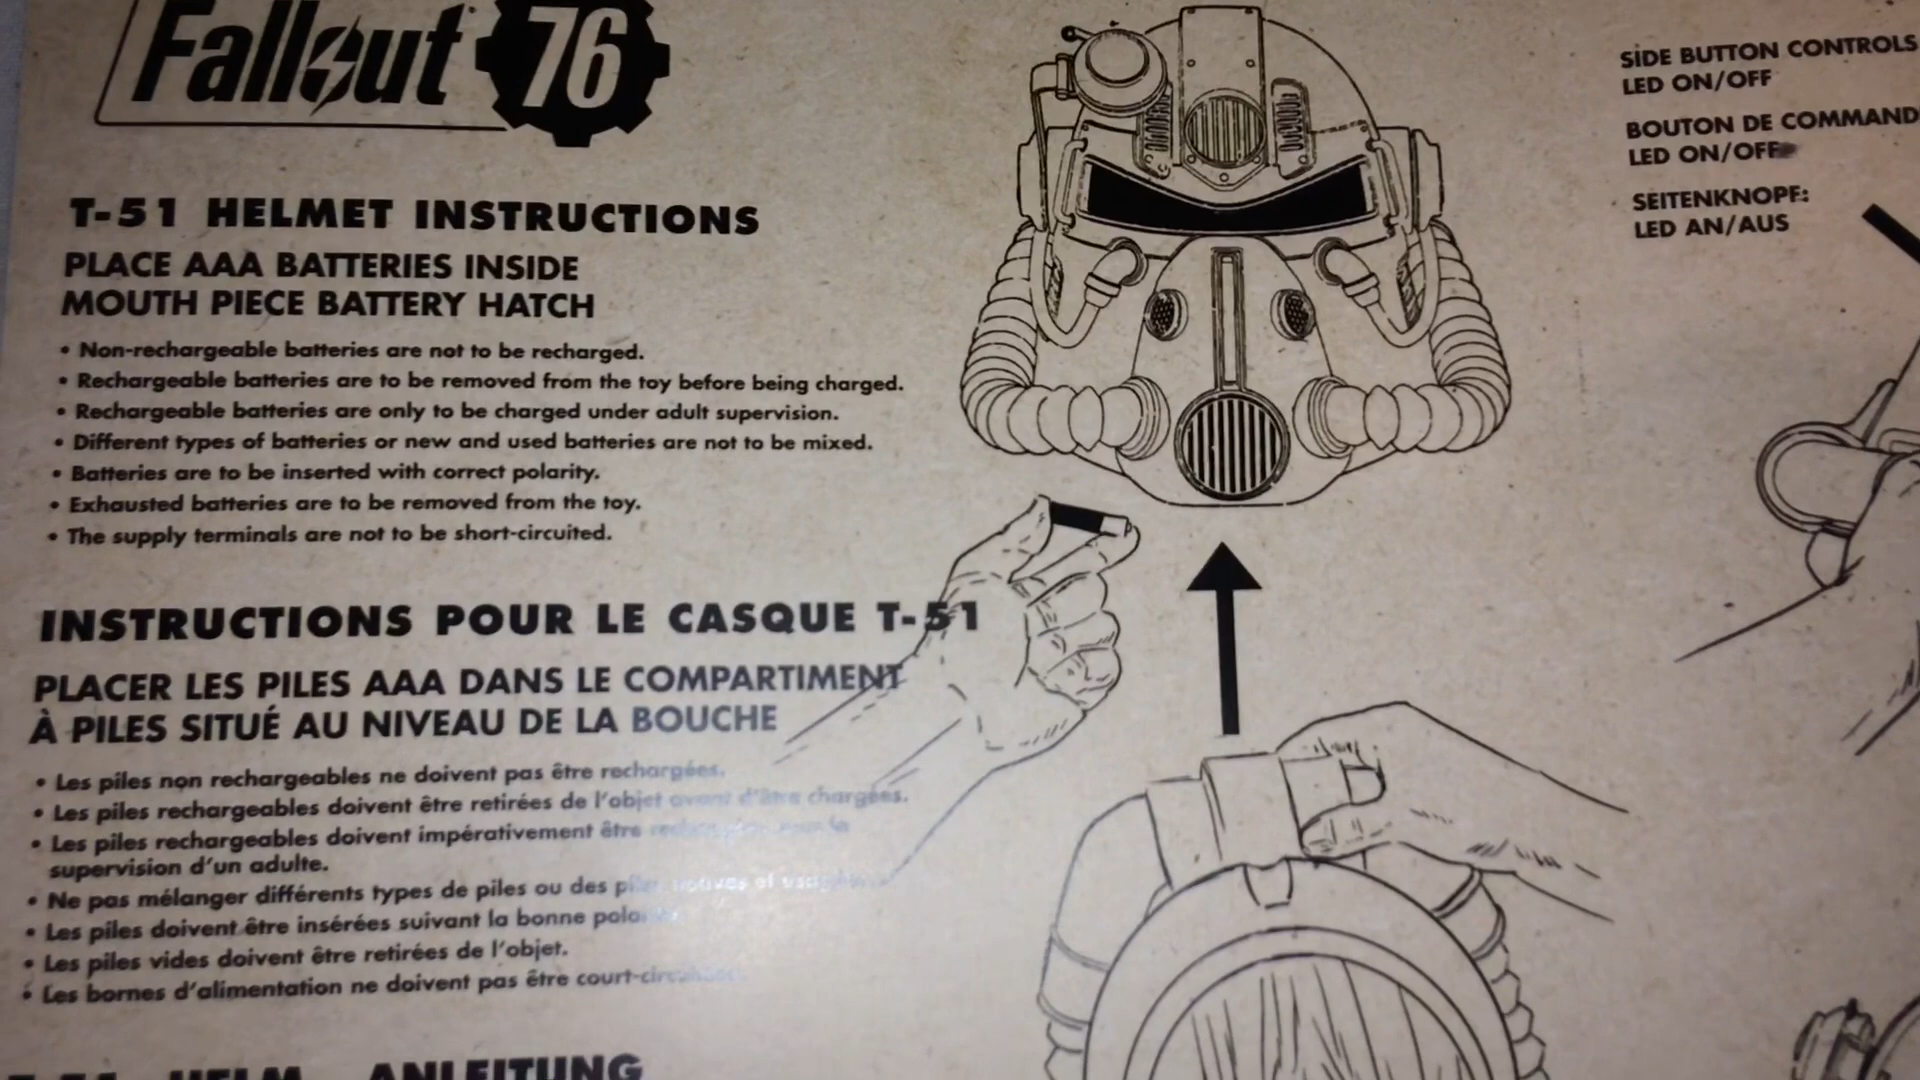 Fallout 76
T-51 HELMET INSTRUCTIONS
PLACE AAA BATTERIES INSIDE
MOUTH PIECE BATTERY HATCH
• Non-rechargeable batteries are not to be recharged.
• Rechargeable batteries are to be removed from the toy before being charged.
• Rechargeable batteries are only to be charged under adult supervision.
• Different types of batteries or new and used batteries are not to be mixed.
• Batteries are to be inserted with correct polarity.
• Exhausted batteries are to be removed from the toy.
• The supply terminals are not to be short-circuited.
INSTRUCTIONS POUR LE CASQUE T-51
PLACER LES PILES AAA DANS LE COMPARTIMENT
À PILES SITUÉ AU NIVEAU DE LA BOUCHE
• Les piles non rechargeables ne doivent pas être rechargées.
• Les piles rechargeables doivent être retirées de l'objet avant d'être chargées.
• Les piles rechargeables doivent impérativement être
supervision d'un adulte.
• Ne pas mélanger différents types de piles ou des
• Les piles doivent être insérées suivant la bonne
• Les piles vides doivent être retirées de l'objet.
• Les bornes d'alimentation ne doivent pas être
HELM ANLEITUNG
SIDE BUTTON CONTROLS
LED ON/OFF
BOUTON DE COMMAND
LED ON/OFF
SEITENKNOPF:
LED AN/AUS